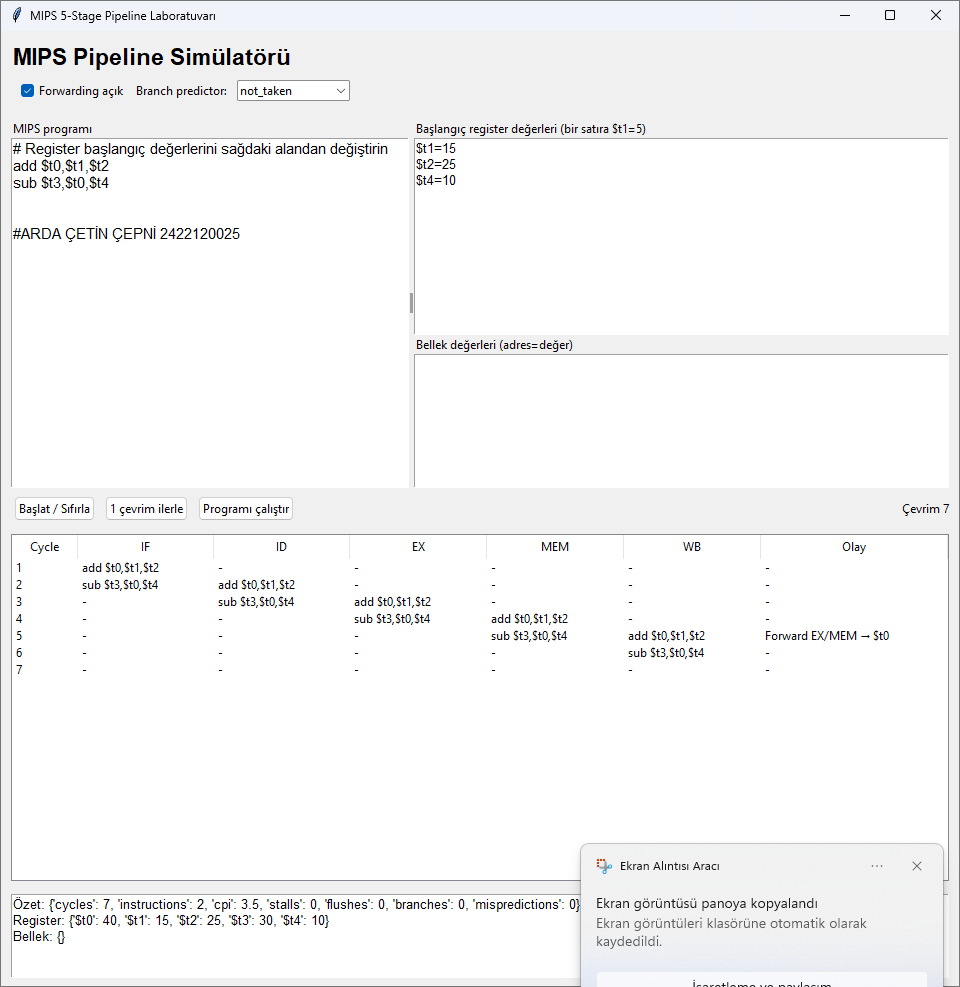 MIPS 5-Stage Pipeline Laboratuvarı
MIPS Pipeline Simülatörü
Forwarding açık Branch predictor: not_taken
MIPS programı
# Register başlangıç değerlerini sağdaki alandan değiştirin
add $t0,$t1,$t2
sub $t3,$t0,$t4
#ARDA ÇETİN ÇEPNİ 2422120025
Başlangıç register değerleri (bir satıra $t1=5)
$t1=15
$t2=25
$t4=10
Bellek değerleri (adres=değer)
Başlat / Sıfırla 1 çevrim ilerle Programı çalıştır Çevrim 7
Cycle IF ID EX MEM WB Olay
1 add $t0,$t1,$t2 - - - - -
2 sub $t3,$t0,$t4 add $t0,$t1,$t2 - - - -
3 - sub $t3,$t0,$t4 add $t0,$t1,$t2 - - -
4 - - sub $t3,$t0,$t4 add $t0,$t1,$t2 - -
5 - - - sub $t3,$t0,$t4 add $t0,$t1,$t2 Forward EX/MEM → $t0
6 - - - - sub $t3,$t0,$t4 -
7 - - - - - -
Özet: {'cycles': 7, 'instructions': 2, 'cpi': 3.5, 'stalls': 0, 'flushes': 0, 'branches': 0, 'mispredictions': 0}
Register: {'$t0': 40, '$t1': 15, '$t2': 25, '$t3': 30, '$t4': 10}
Bellek: {}
Ekran Alıntısı Aracı
Ekran görüntüsü panoya kopyalandı
Ekran görüntüleri klasörüne otomatik olarak
kaydedildi.
İşaretleme ve paylaşım